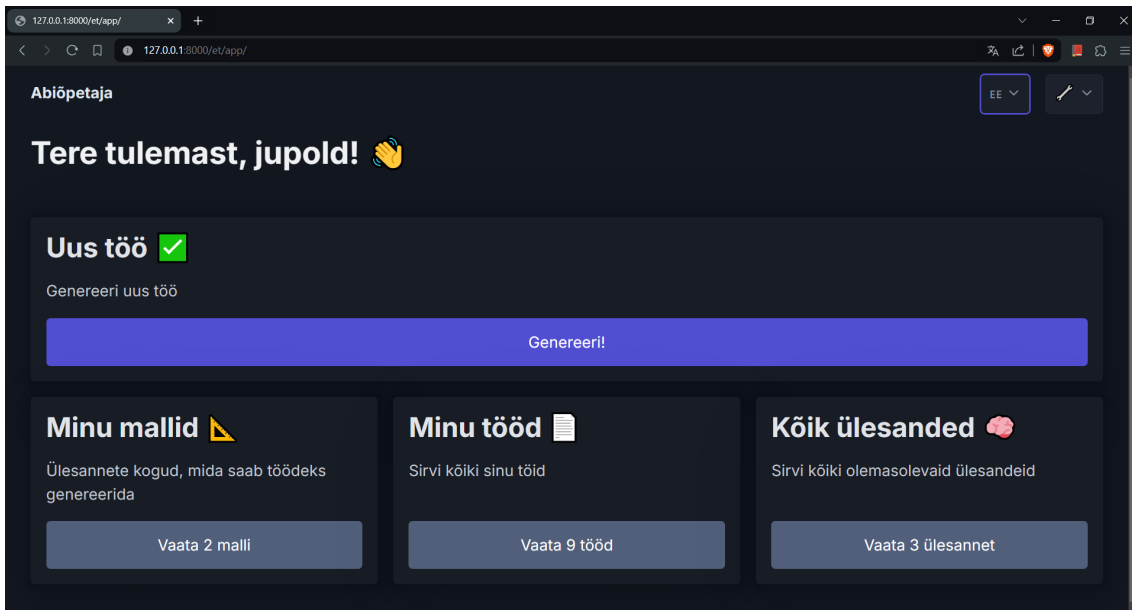 127.0.0.1:8000/et/app/
127.0.0.1:8000/et/app/
Abiõpetaja
EE
Tere tulemast, jupold! 👋
Uus töö ✅
Genereeri uus töö
Genereeri!
Minu mallid 📐
Ülesannete kogud, mida saab töödeks
genereerida
Vaata 2 malli
Minu tööd 📄
Sirvi kõiki sinu töid
Vaata 9 tööd
Kõik ülesanded 🧠
Sirvi kõiki olemasolevaid ülesandeid
Vaata 3 ülesannet